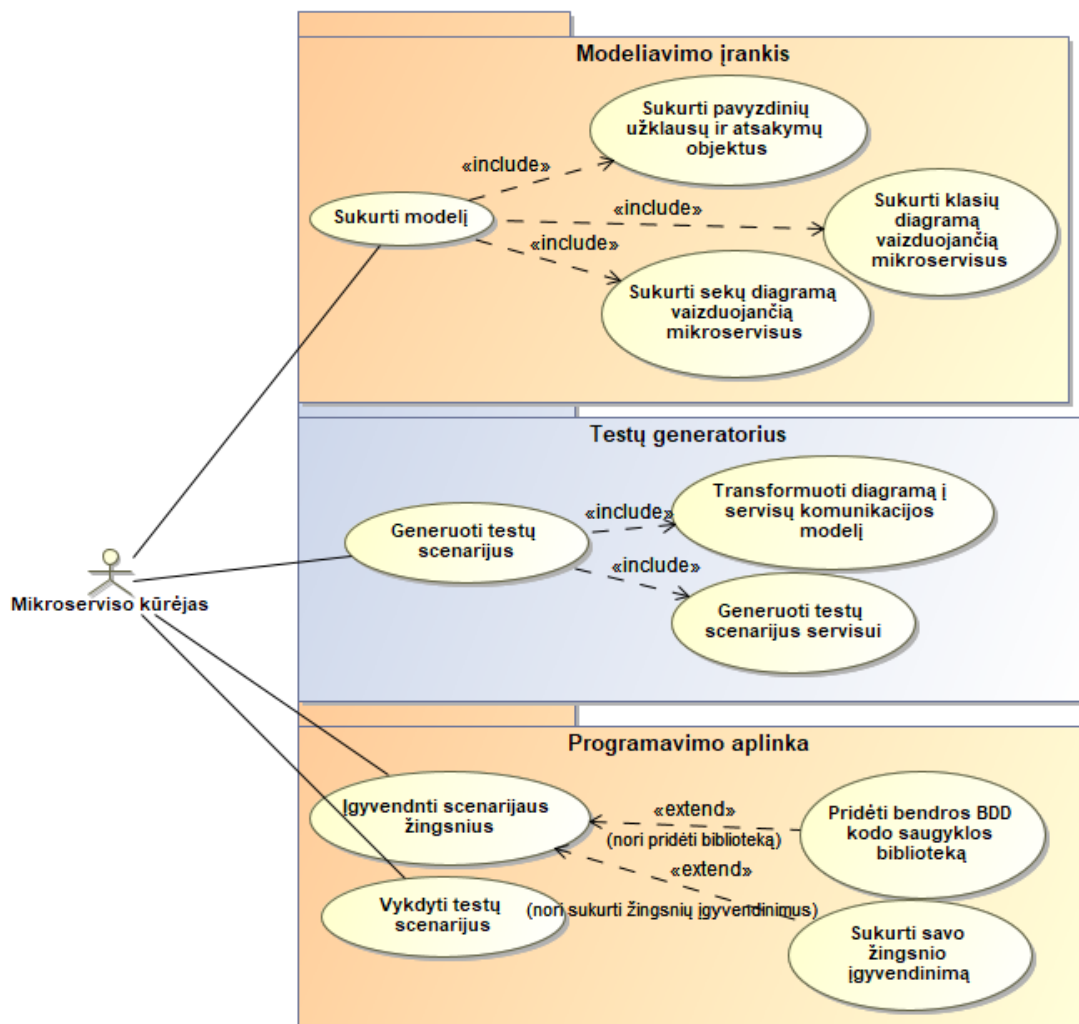 Modeliavimo įrankis
Sukurti pavyzdinių
užklausų ir atsakymų
objektus
«include»
Sukurti modelį
«include»
Sukurti klasių
diagramą
vaizduojančią
mikroservisus
«include»
Sukurti sekų diagramą
vaizduojančią
mikroservisus
Testų generatorius
Transformuoti diagramą į
servisų komunikacijos
modelį
«include»
Generuoti testų
scenarijus
«include»
Generuoti testų
scenarijus servisui
Mikroserviso kūrėjas
Programavimo aplinka
Įgyvendnti scenarijaus
žingsnius
«extend»
(nori pridėti biblioteką)
Pridėti bendros BDD
kodo saugyklos
biblioteką
«extend»
(nori sukurti žingsnių įgyvendinimus)
Vykdyti testų
scenarijus
Sukurti savo
žingsnio
įgyvendinimą